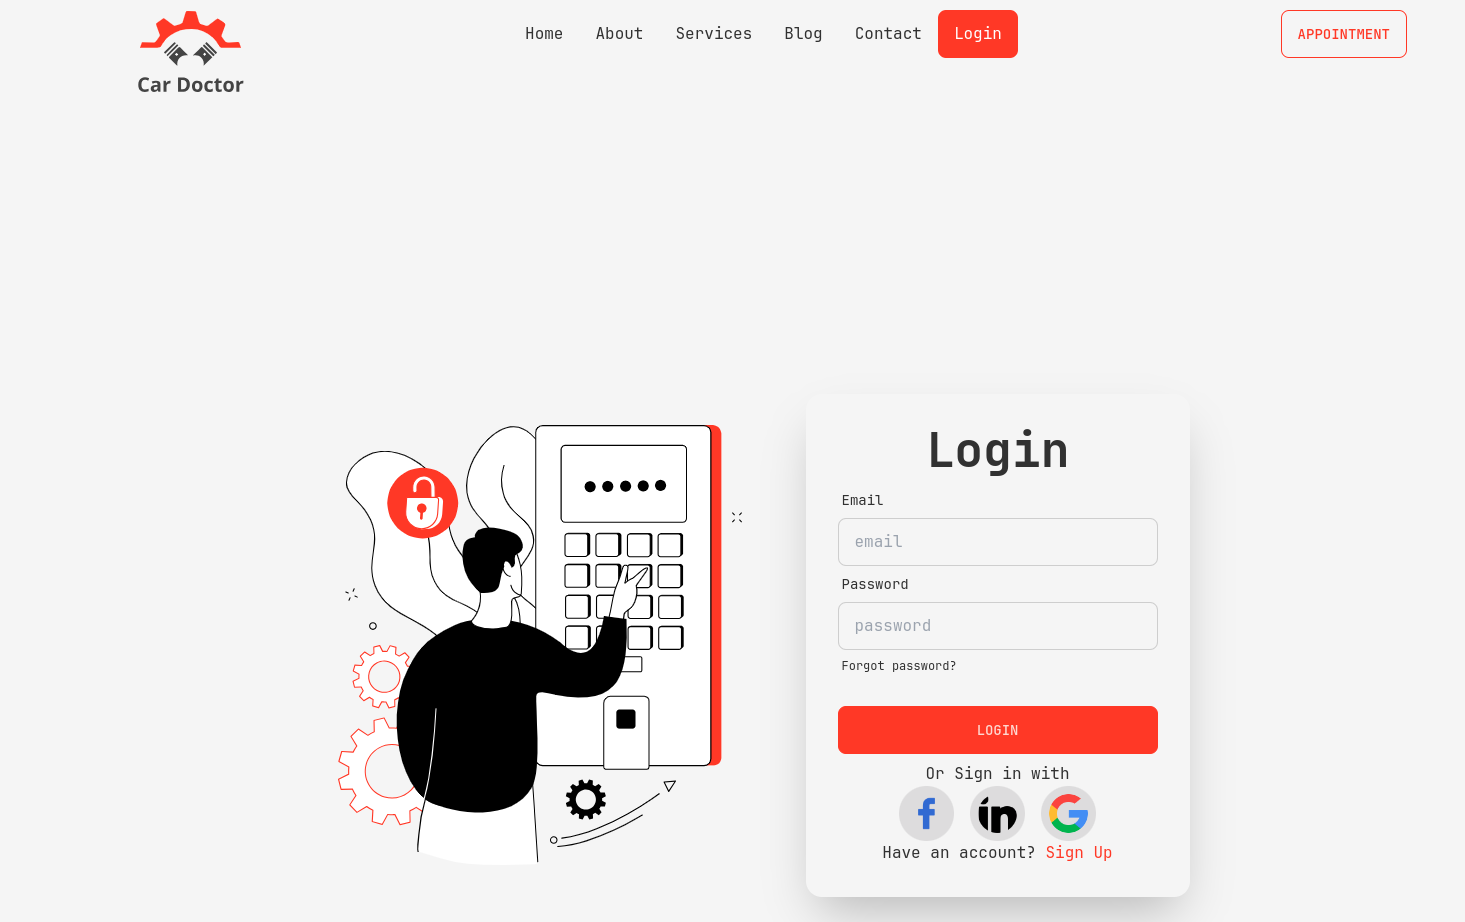 Car Doctor
Home About Services Blog Contact Login
APPOINTMENT
Login
Email
email
Password
password
Forgot password?
LOGIN
Or Sign in with
Have an account? Sign Up